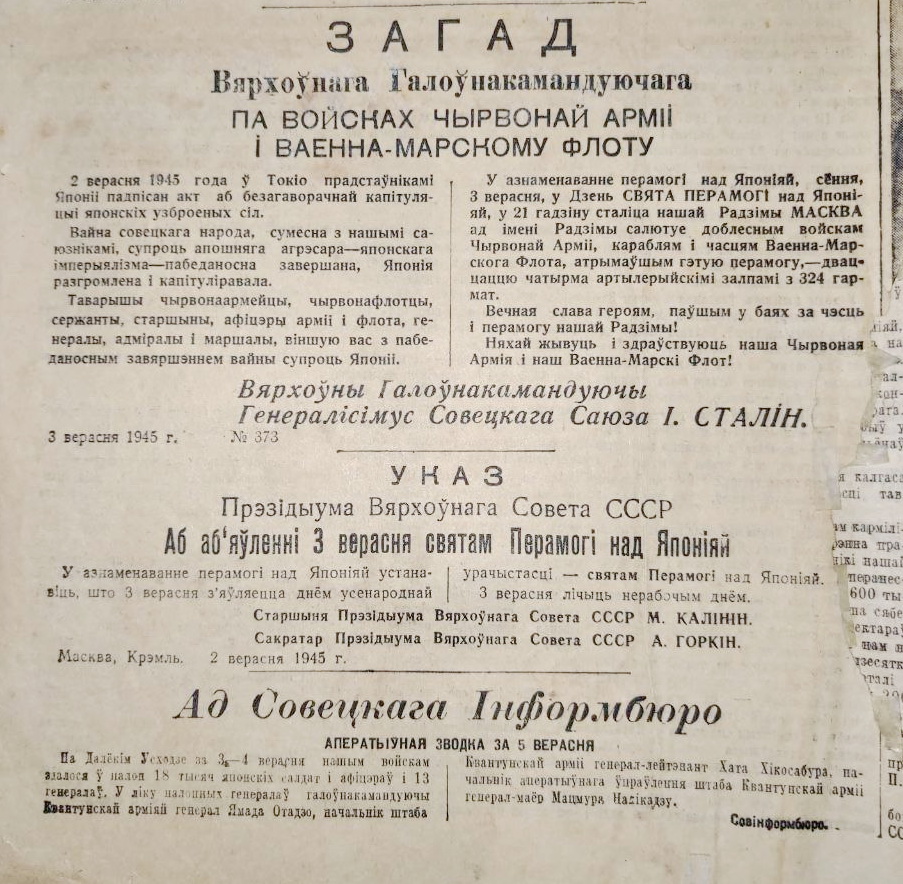 ЗАГАД
Вярхоўнага Галоўнакамандуючага
ПА ВОЙСКАХ ЧЫРВОНАЙ АРМІІ
І ВАЕННА-МАРСКОМУ ФЛОТУ
2 верасня 1945 года ў Токіо прадстаўнікамі
Японіі падпісан акт аб безагаворачнай капітуля-
цыі японскіх узброеных сіл.
Вайна совецкага народа, сумесна з нашымі са-
юзнікамі, супроць апошняга агрэсара—японскага
імперыялізма—пабеданосна завершана, Японія
разгромлена і капітуліравала.
Таварышы чырвонаармейцы, чырвонафлотцы,
сержанты, старшыны, афіцэры арміі і флота, ге-
нералы, адміралы і маршалы, віншую вас з пабе-
даносным завяршэннем вайны супроць Японіі.
У азнаменаванне перамогі над Японіяй, сёння,
3 верасня, у Дзень СВЯТА ПЕРАМОГІ над Японі-
яй, у 21 гадзіну сталіца нашай Радзімы МАСКВА
ад імені Радзімы салютуе доблесным войскам
Чырвонай Арміі, караблям і часцям Ваенна-Мар-
скога Флота, атрымаўшым гэтую перамогу,—двац-
цаццю чатырма артылерыйскімі залпамі з 324 гар-
мат.
Вечная слава героям, паўшым у баях за чэсць
і перамогу нашай Радзімы!
Няхай жывуць і здраўствуюць наша Чырвоная
Армія і наш Ваенна-Марскі Флот!
Вярхоўны Галоўнакамандуючы
Генералісімус Совецкага Саюза І. СТАЛІН.
3 верасня 1945 г. № 373
УКАЗ
Прэзідыума Вярхоўнага Совета СССР
Аб аб'яўленні 3 верасня святам Перамогі над Японіяй
У азнаменаванне перамогі над Японіяй устана-
віць, што 3 верасня з'яўляецца днём усенароднай
урачыстасці — святам Перамогі над Японіяй.
3 верасня лічыць нерабочым днём.
Старшыня Прэзідыума Вярхоўнага Совета СССР М. КАЛІНІН.
Сакратар Прэзідыума Вярхоўнага Совета СССР А. ГОРКІН.
Масква, Крэмль. 2 верасня 1945 г.
Ад Совецкага Інформбюро
АПЕРАТЫЎНАЯ ЗВОДКА ЗА 5 ВЕРАСНЯ
На Далёкім Усходзе за 3—4 верасня нашым войскам
здалося ў палон 18 тысяч японскіх салдат і афіцэраў і 13
генералаў. У ліку палонных генералаў галоўнакамандуючы
Квантунскай арміяй генерал Ямада Отадзо, начальнік штаба
Квантунскай арміі генерал-лейтэнант Хата Хікосабура, на-
чальнік аператыўнага ўпраўлення штаба Квантунскай арміі
генерал-маёр Мацмура
Совінформбюро.
калгаса
нашай
перанес-
600 ты
на сябе